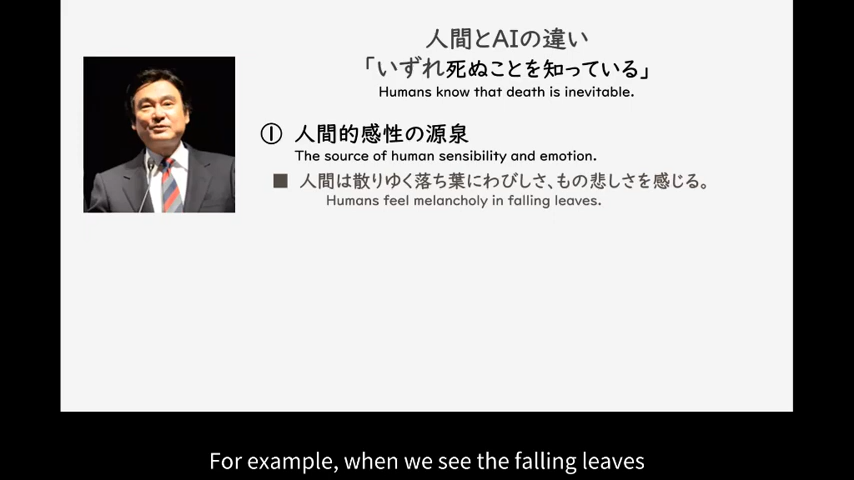 人間とAIの違い
「いずれ死ぬことを知っている」
Humans know that death is inevitable.
① 人間的感性の源泉
The source of human sensibility and emotion.
■ 人間は散りゆく落ち葉にわびしさ、もの悲しさを感じる。
Humans feel melancholy in falling leaves.
For example, when we see the falling leaves